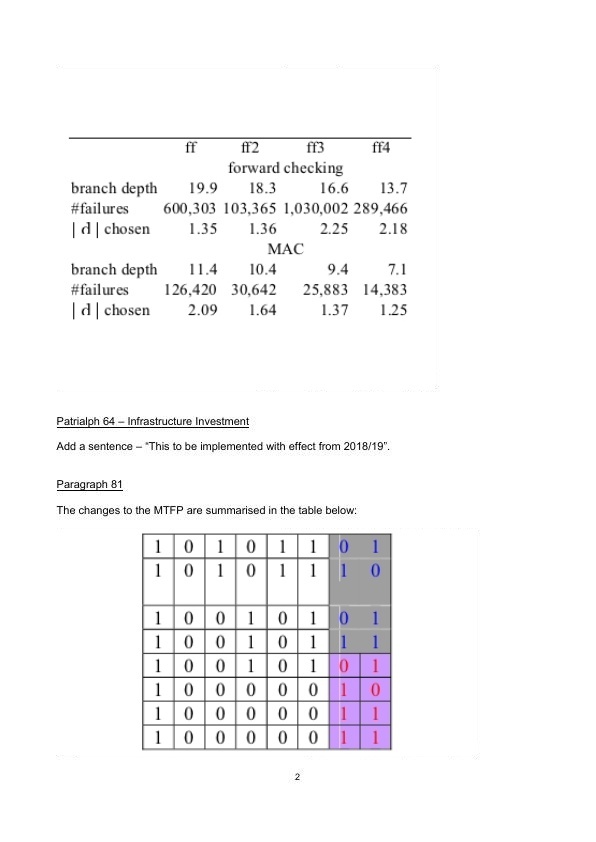 ff ff2 ff3 ff4
forward checking
branch depth 19.9 18.3 16.6 13.7
#failures 600,303 103,365 1,030,002 289,466
| d | chosen 1.35 1.36 2.25 2.18
MAC
branch depth 11.4 10.4 9.4 7.1
#failures 126,420 30,642 25,883 14,383
| d | chosen 2.09 1.64 1.37 1.25
Patrialph 64 – Infrastructure Investment
Add a sentence – “This to be implemented with effect from 2018/19”.
Paragraph 81
The changes to the MTFP are summarised in the table below:
1 0 1 0 1 1 0 1
1 0 1 0 1 1 1 0
1 0 0 1 0 1 0 1
1 0 0 1 0 1 1 1
1 0 0 1 0 1 0 1
1 0 0 0 0 0 1 0
1 0 0 0 0 0 1 1
1 0 0 0 0 0 1 1
2